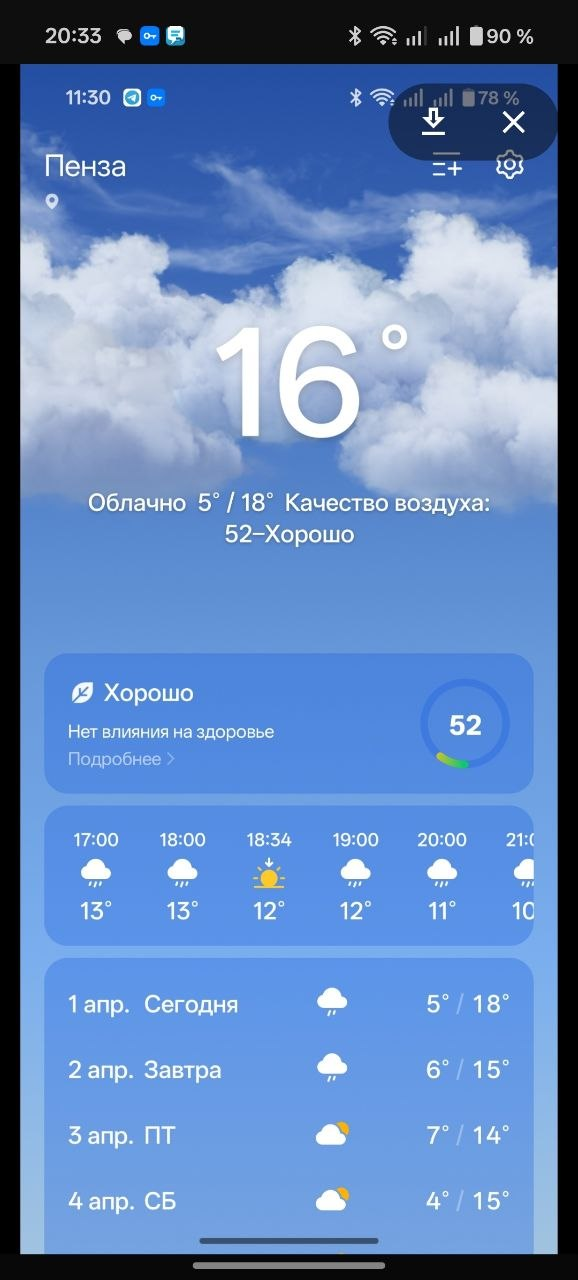 20:33 90 %
11:30 78 %
Пенза
16°
Облачно 5° / 18° Качество воздуха:
52–Хорошо
Хорошо
52
Нет влияния на здоровье
Подробнее >
17:00 18:00 18:34 19:00 20:00
13° 13° 12° 12° 11° 10
1 апр. Сегодня 5° / 18°
2 апр. Завтра 6° / 15°
3 апр. ПТ 7° / 14°
4 апр. СБ 4° / 15°